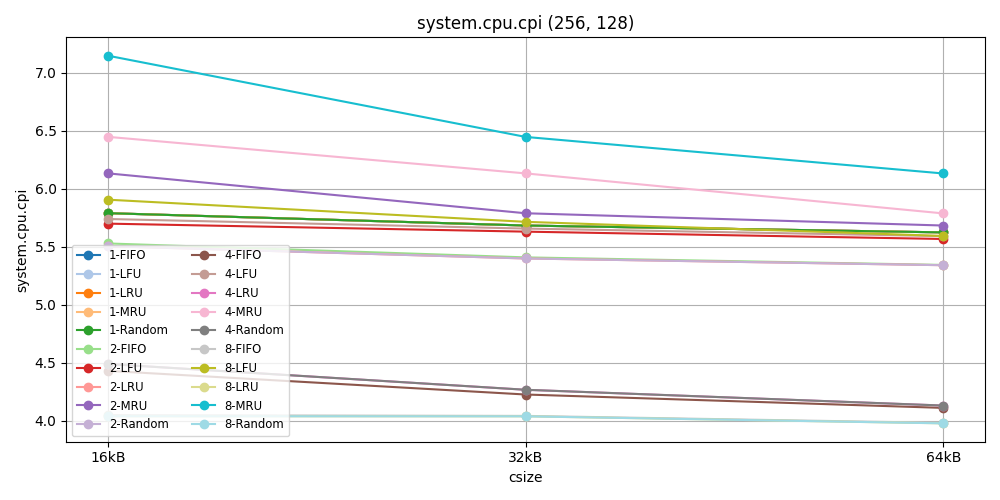 system.cpu.cpi (256, 128)
system.cpu.cpi
7.0
6.5
6.0
5.5
5.0
4.5
4.0
1-FIFO
1-LFU
1-LRU
1-MRU
1-Random
2-FIFO
2-LFU
2-LRU
2-MRU
2-Random
4-FIFO
4-LFU
4-LRU
4-MRU
4-Random
8-FIFO
8-LFU
8-LRU
8-MRU
8-Random
16kB 32kB 64kB
csize